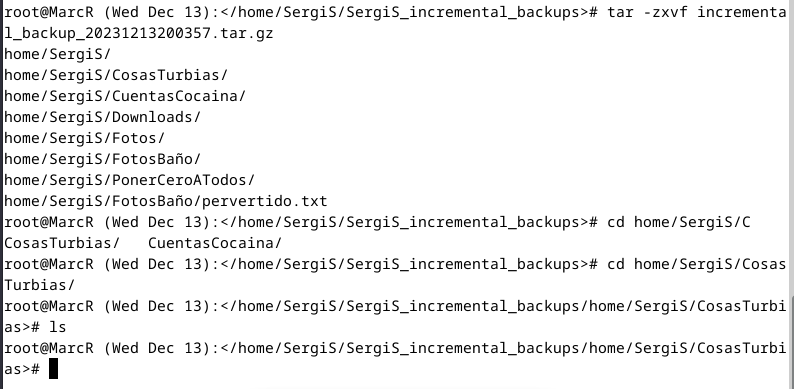 root@MarcR (Wed Dec 13):</home/SergiS/SergiS_incremental_backups># tar -zxvf incrementa
l_backup_20231213200357.tar.gz
home/SergiS/
home/SergiS/CosasTurbias/
home/SergiS/CuentasCocaina/
home/SergiS/Downloads/
home/SergiS/Fotos/
home/SergiS/FotosBaño/
home/SergiS/PonerCeroATodos/
home/SergiS/FotosBaño/pervertido.txt
root@MarcR (Wed Dec 13):</home/SergiS/SergiS_incremental_backups># cd home/SergiS/C
CosasTurbias/   CuentasCocaina/
root@MarcR (Wed Dec 13):</home/SergiS/SergiS_incremental_backups># cd home/SergiS/Cosas
Turbias/
root@MarcR (Wed Dec 13):</home/SergiS/SergiS_incremental_backups/home/SergiS/CosasTurbi
as># ls
root@MarcR (Wed Dec 13):</home/SergiS/SergiS_incremental_backups/home/SergiS/CosasTurbi
as>#